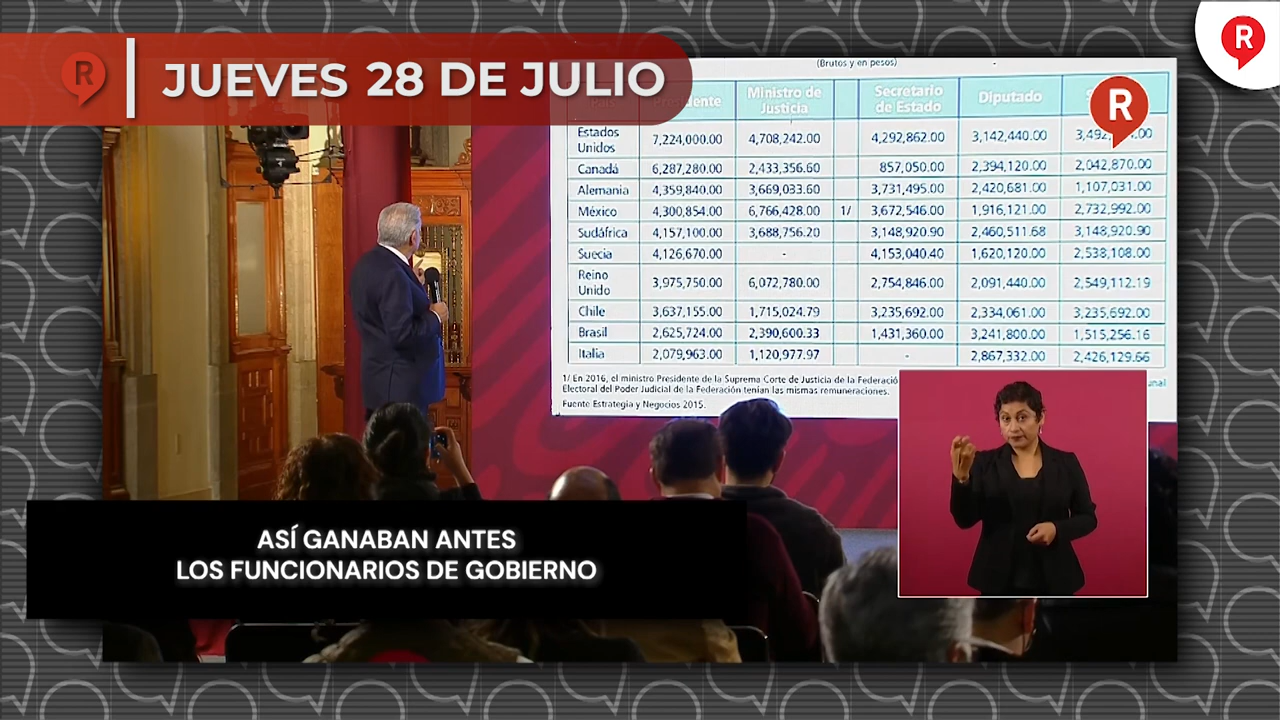 R
R JUEVES 28 DE JULIO
(Brutos y en pesos)
R
Ministro de Justicia Secretario de Estado Diputado
Estados Unidos 7,224,000.00 4,708,242.00 4,292,862.00 3,142,440.00
Canadá 6,287,280.00 2,433,356.60 857,050.00 2,394,120.00 2,042,870.00
Alemania 4,359,840.00 3,669,033.60 3,731,495.00 2,420,681.00 1,107,031.00
México 4,300,854.00 6,766,428.00 1/ 3,672,546.00 1,916,121.00 2,732,992.00
Sudáfrica 4,157,100.00 3,688,756.20 3,148,920.90 2,460,511.68 3,148,920.90
Suecia 4,126,670.00 - 4,153,040.40 1,620,120.00 2,538,108.00
Reino Unido 3,975,750.00 6,072,780.00 2,754,846.00 2,091,440.00 2,549,112.19
Chile 3,637,155.00 1,715,024.79 3,235,692.00 2,334,061.00 3,235,692.00
Brasil 2,625,724.00 2,390,600.33 1,431,360.00 3,241,800.00 1,515,256.16
Italia 2,079,963.00 1,120,977.97 - 2,867,332.00 2,426,129.66
1/ En 2016, el ministro Presidente de la Suprema Corte de Justicia de la
Electoral del Poder Judicial de la Federación tenían las mismas remuneraciones.
Fuente Estrategia y Negocios 2015.
ASÍ GANABAN ANTES
LOS FUNCIONARIOS DE GOBIERNO